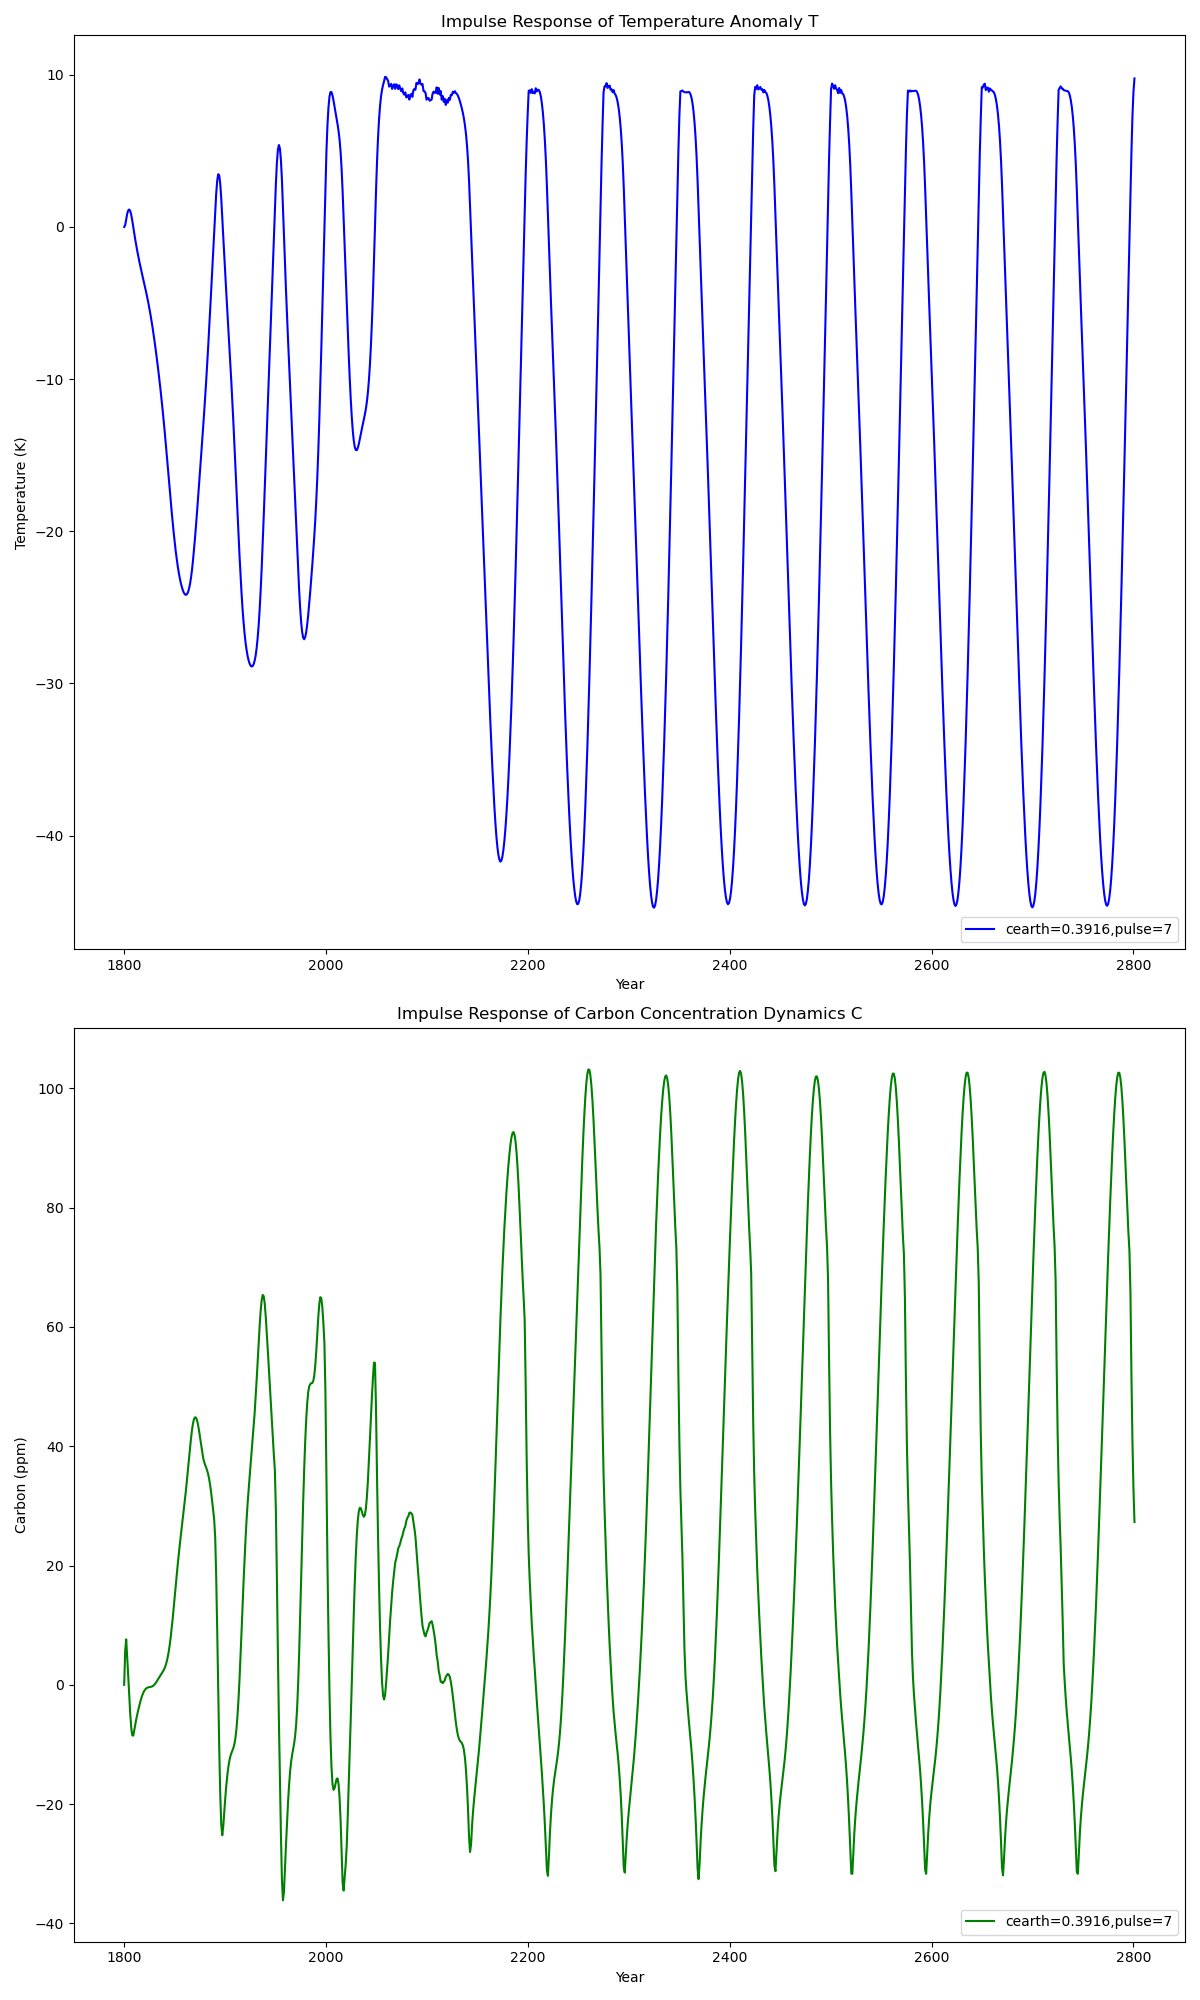 Impulse Response of Temperature Anomaly T
10
0
−10
−20
−30
−40
Temperature (K)
cearth=0.3916,pulse=7
1800 2000 2200 2400 2600 2800
Year
Impulse Response of Carbon Concentration Dynamics C
100
80
60
40
20
0
−20
−40
Carbon (ppm)
cearth=0.3916,pulse=7
1800 2000 2200 2400 2600 2800
Year